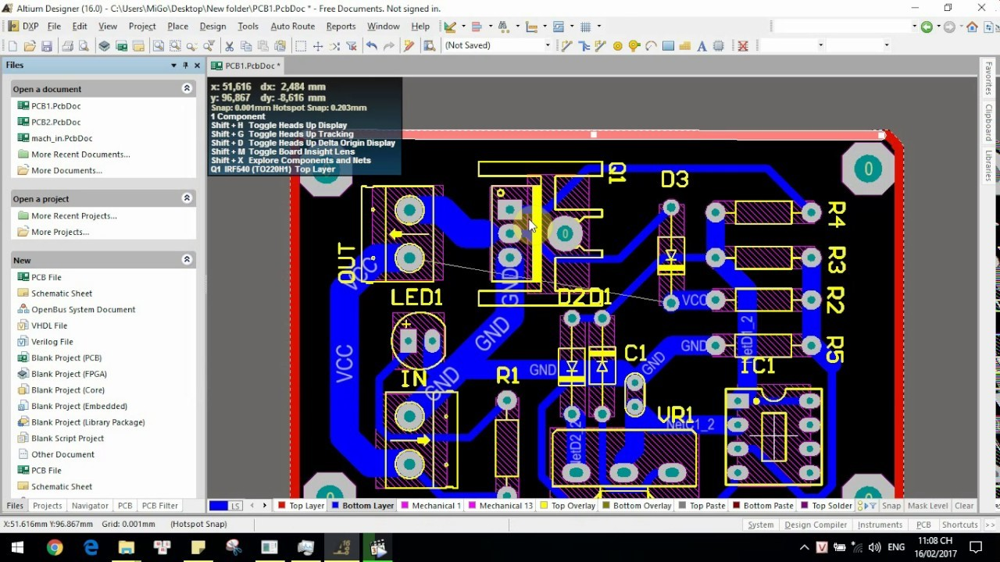 Altium Designer (16.0) - C:\Users\MiGo\Desktop\New folder\PCB1.PcbDoc * - Free Documents. Not signed in.
DXP File Edit View Project Place Design Tools Auto Route Reports Window Help
(Not Saved)
Files
PCB1.PcbDoc *
Open a document
PCB1.PcbDoc
PCB2.PcbDoc
mach_in.PcbDoc
More Recent Documents...
More Documents...
Open a project
More Recent Projects...
More Projects...
New
PCB File
Schematic Sheet
OpenBus System Document
VHDL File
Verilog File
Blank Project (PCB)
Blank Project (FPGA)
Blank Project (Core)
Blank Project (Embedded)
Blank Project (Library Package)
Blank Script Project
Other Document
PCB File
Schematic Sheet
Files Projects Navigator PCB PCB Filter
x: 51,616 dx: 2,484 mm
y: 96,867 dy: -8,616 mm
Snap: 0.001mm Hotspot Snap: 0.203mm
1 Component
Shift + H Toggle Heads Up Display
Shift + G Toggle Heads Up Tracking
Shift + D Toggle Heads Up Delta Origin Display
Shift + M Toggle Board Insight Lens
Shift + X Explore Components and Nets
Q1 IRF540 (TO220H1) Top Layer
0
0
Q1
D3
R4
0
OUT
VCC
R3
GND
LED1
D2
D1
VCC
R2
NetD1_2
GND
VCC
GND
C1
GND
R5
IN
GND
R1
GND
IC1
VR1
NetC1_2
NetD2_2
0
0
Favorites
Clipboard
Libraries
LS Top Layer Bottom Layer Mechanical 1 Mechanical 13 Top Overlay Bottom Overlay Top Paste Bottom Paste Top Solder Snap Mask Level Clear
X:51.616mm Y:96.867mm Grid: 0.001mm (Hotspot Snap)
System Design Compiler Instruments PCB Shortcuts >>
ENG
11:08 CH
16/02/2017